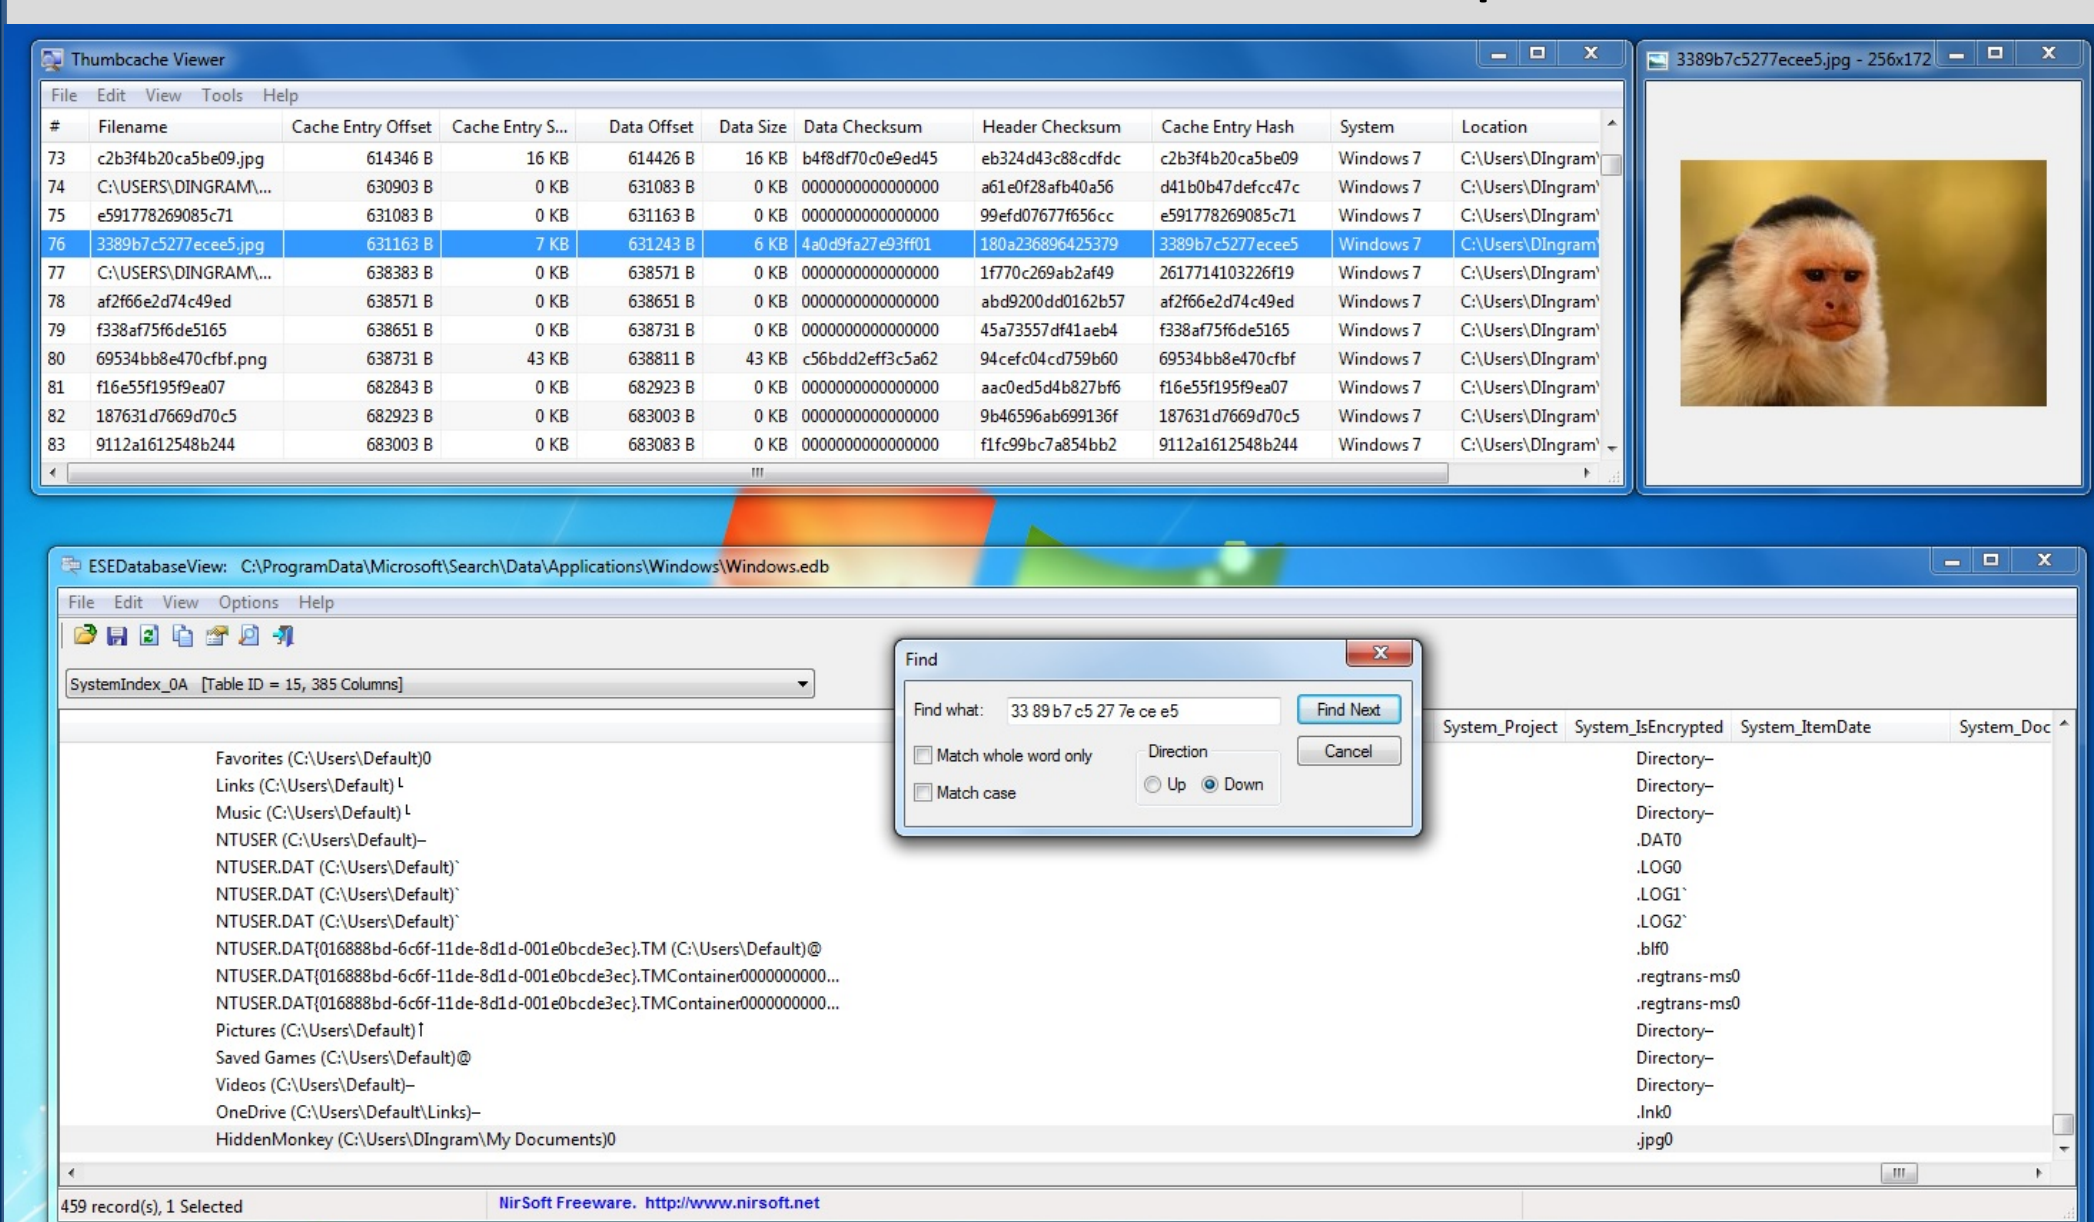 Thumbcache Viewer
File Edit View Tools Help
# Filename Cache Entry Offset Cache Entry S... Data Offset Data Size Data Checksum Header Checksum Cache Entry Hash System Location
73 c2b3f4b20ca5be09.jpg 614346 B 16 KB 614426 B 16 KB b4f8df70c0e9ed45 eb324d43c88cdfdc c2b3f4b20ca5be09 Windows 7 C:\Users\DIngram\
74 C:\USERS\DINGRAM\... 630903 B 0 KB 631083 B 0 KB 0000000000000000 a61e0f28afb40a56 d41b0b47defcc47c Windows 7 C:\Users\DIngram\
75 e591778269085c71 631083 B 0 KB 631163 B 0 KB 0000000000000000 99efd07677f656cc e591778269085c71 Windows 7 C:\Users\DIngram\
76 3389b7c5277ecee5.jpg 631163 B 7 KB 631243 B 6 KB 4a0d9fa27e93ff01 180a236896425379 3389b7c5277ecee5 Windows 7 C:\Users\DIngram\
77 C:\USERS\DINGRAM\... 638383 B 0 KB 638571 B 0 KB 0000000000000000 1f770c269ab2af49 2617714103226f19 Windows 7 C:\Users\DIngram\
78 af2f66e2d74c49ed 638571 B 0 KB 638651 B 0 KB 0000000000000000 abd9200dd0162b57 af2f66e2d74c49ed Windows 7 C:\Users\DIngram\
79 f338af75f6de5165 638651 B 0 KB 638731 B 0 KB 0000000000000000 45a73557df41aeb4 f338af75f6de5165 Windows 7 C:\Users\DIngram\
80 69534bb8e470cfbf.png 638731 B 43 KB 638811 B 43 KB c56bdd2eff3c5a62 94cefc04cd759b60 69534bb8e470cfbf Windows 7 C:\Users\DIngram\
81 f16e55f195f9ea07 682843 B 0 KB 682923 B 0 KB 0000000000000000 aac0ed5d4b827bf6 f16e55f195f9ea07 Windows 7 C:\Users\DIngram\
82 187631d7669d70c5 682923 B 0 KB 683003 B 0 KB 0000000000000000 9b46596ab699136f 187631d7669d70c5 Windows 7 C:\Users\DIngram\
83 9112a1612548b244 683003 B 0 KB 683083 B 0 KB 0000000000000000 f1fc99bc7a854bb2 9112a1612548b244 Windows 7 C:\Users\DIngram\
3389b7c5277ecee5.jpg - 256x172
ESEDatabaseView: C:\ProgramData\Microsoft\Search\Data\Applications\Windows\Windows.edb
File Edit View Options Help
SystemIndex_0A [Table ID = 15, 385 Columns]
Find
Find what: 33 89 b7 c5 27 7e ce e5 Find Next
Match whole word only Direction Cancel
Match case Up Down
System_Project System_IsEncrypted System_ItemDate System_Doc
Favorites (C:\Users\Default)0 Directory–
Links (C:\Users\Default)└ Directory–
Music (C:\Users\Default)└ Directory–
NTUSER (C:\Users\Default)– .DAT0
NTUSER.DAT (C:\Users\Default)` .LOG0
NTUSER.DAT (C:\Users\Default)` .LOG1`
NTUSER.DAT (C:\Users\Default)` .LOG2`
NTUSER.DAT{016888bd-6c6f-11de-8d1d-001e0bcde3ec}.TM (C:\Users\Default)@ .blf0
NTUSER.DAT{016888bd-6c6f-11de-8d1d-001e0bcde3ec}.TMContainer0000000000... .regtrans-ms0
NTUSER.DAT{016888bd-6c6f-11de-8d1d-001e0bcde3ec}.TMContainer0000000000... .regtrans-ms0
Pictures (C:\Users\Default)↑ Directory–
Saved Games (C:\Users\Default)@ Directory–
Videos (C:\Users\Default)– Directory–
OneDrive (C:\Users\Default\Links)– .lnk0
HiddenMonkey (C:\Users\DIngram\My Documents)0 .jpg0
459 record(s), 1 Selected NirSoft Freeware. http://www.nirsoft.net